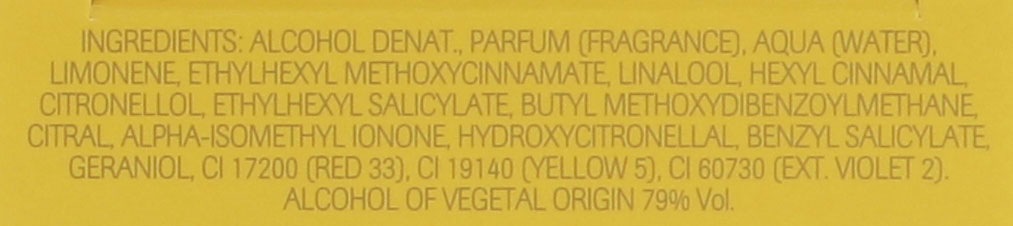 INGREDIENTS: ALCOHOL DENAT., PARFUM (FRAGRANCE), AQUA (WATER),
LIMONENE, ETHYLHEXYL METHOXYCINNAMATE, LINALOOL, HEXYL CINNAMAL,
CITRONELLOL, ETHYLHEXYL SALICYLATE, BUTYL METHOXYDIBENZOYLMETHANE,
CITRAL, ALPHA-ISOMETHYL IONONE, HYDROXYCITRONELLAL, BENZYL SALICYLATE,
GERANIOL, CI 17200 (RED 33), CI 19140 (YELLOW 5), CI 60730 (EXT. VIOLET 2).
ALCOHOL OF VEGETAL ORIGIN 79% Vol.